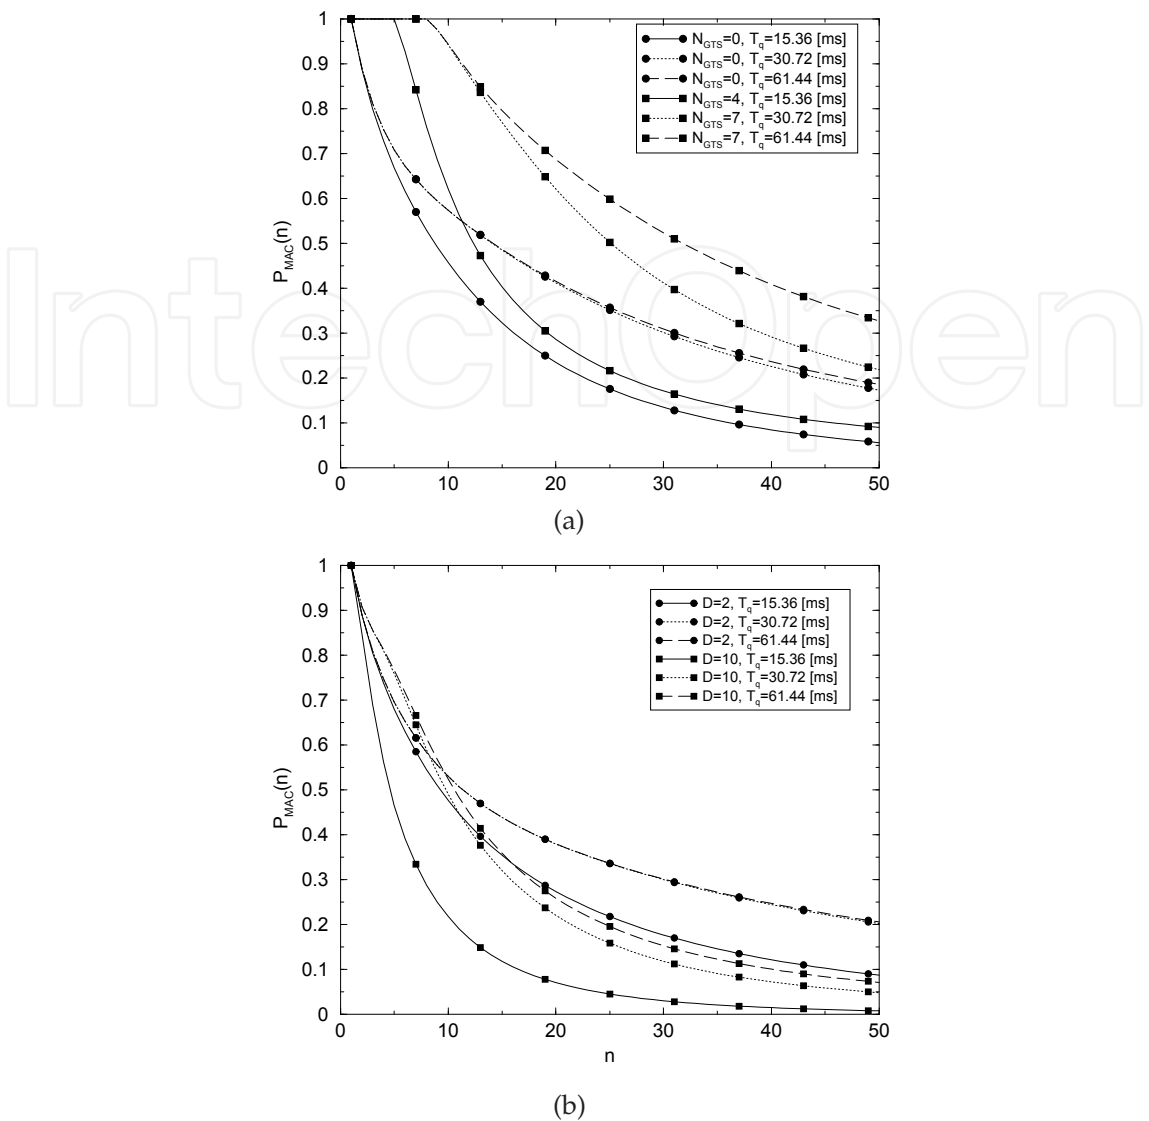 IntechOpen
1
0.9
0.8
0.7
0.6
0.5
0.4
0.3
0.2
0.1
0
P_MAC(n)
N_GTS=0, T_q=15.36 [ms]
N_GTS=0, T_q=30.72 [ms]
N_GTS=0, T_q=61.44 [ms]
N_GTS=4, T_q=15.36 [ms]
N_GTS=7, T_q=30.72 [ms]
N_GTS=7, T_q=61.44 [ms]
0 10 20 30 40 50
(a)
1
0.9
0.8
0.7
0.6
0.5
0.4
0.3
0.2
0.1
0
P_MAC(n)
D=2, T_q=15.36 [ms]
D=2, T_q=30.72 [ms]
D=2, T_q=61.44 [ms]
D=10, T_q=15.36 [ms]
D=10, T_q=30.72 [ms]
D=10, T_q=61.44 [ms]
0 10 20 30 40 50
n
(b)